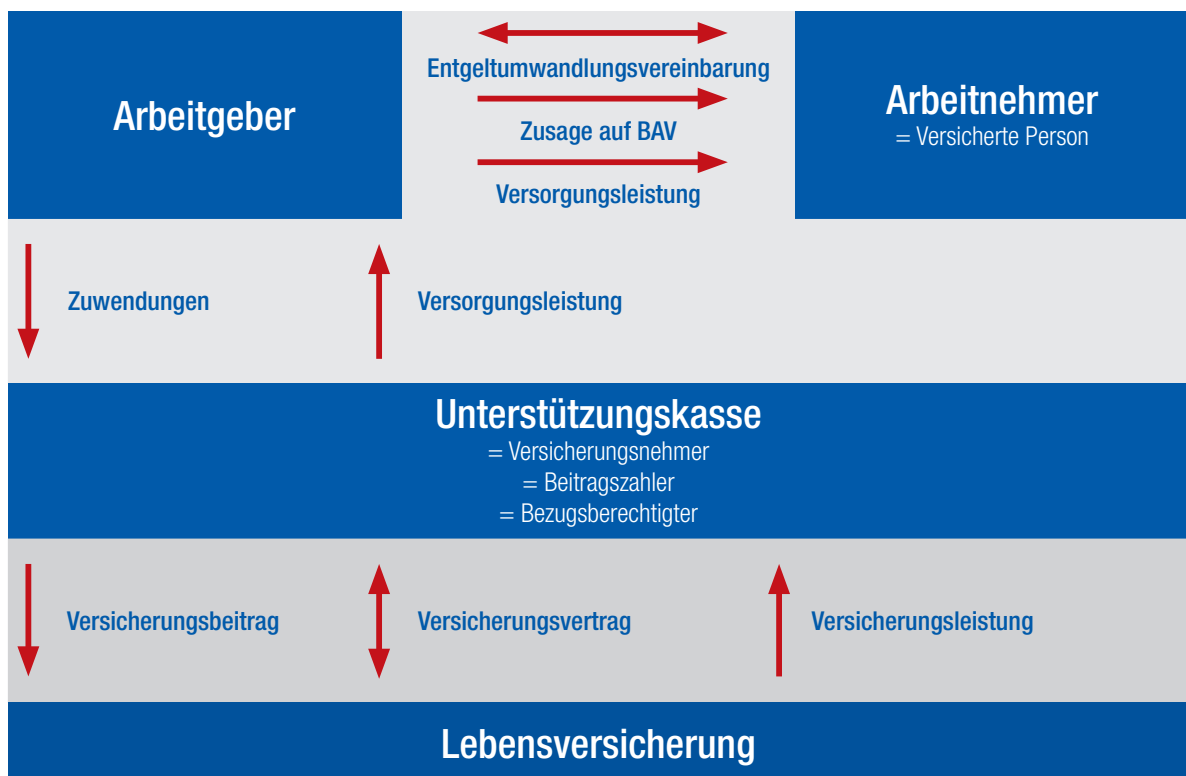 Arbeitgeber
Entgeltumwandlungsvereinbarung
Zusage auf BAV
Versorgungsleistung
Arbeitnehmer
= Versicherte Person
Zuwendungen
Versorgungsleistung
Unterstützungskasse
= Versicherungsnehmer
= Beitragszahler
= Bezugsberechtigter
Versicherungsbeitrag
Versicherungsvertrag
Versicherungsleistung
Lebensversicherung